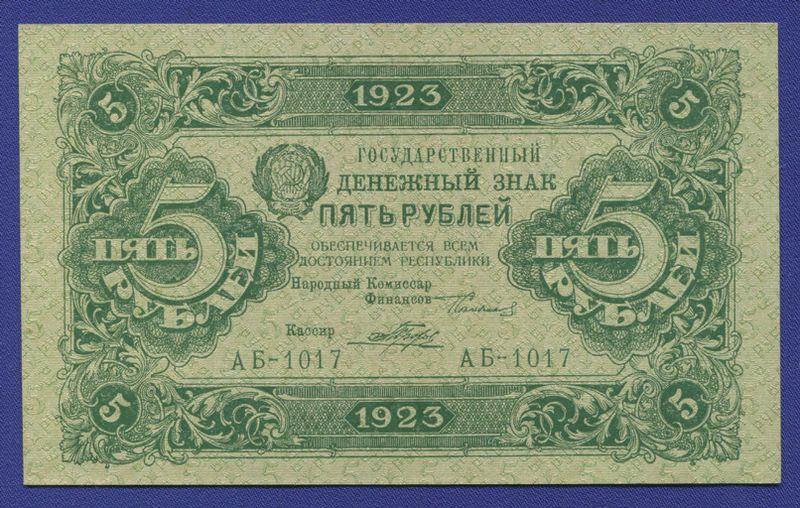 5 1923 5
ГОСУДАРСТВЕННЫЙ
ДЕНЕЖНЫЙ ЗНАК
ПЯТЬ РУБЛЕЙ
ОБЕСПЕЧИВАЕТСЯ ВСЕМ
ДОСТОЯНИЕМ РЕСПУБЛИКИ
5 ПЯТЬ РУБЛЕЙ
5 ПЯТЬ РУБЛЕЙ
Народный Комиссар
Финансов
Кассир
АБ-1017 АБ-1017
5 1923 5